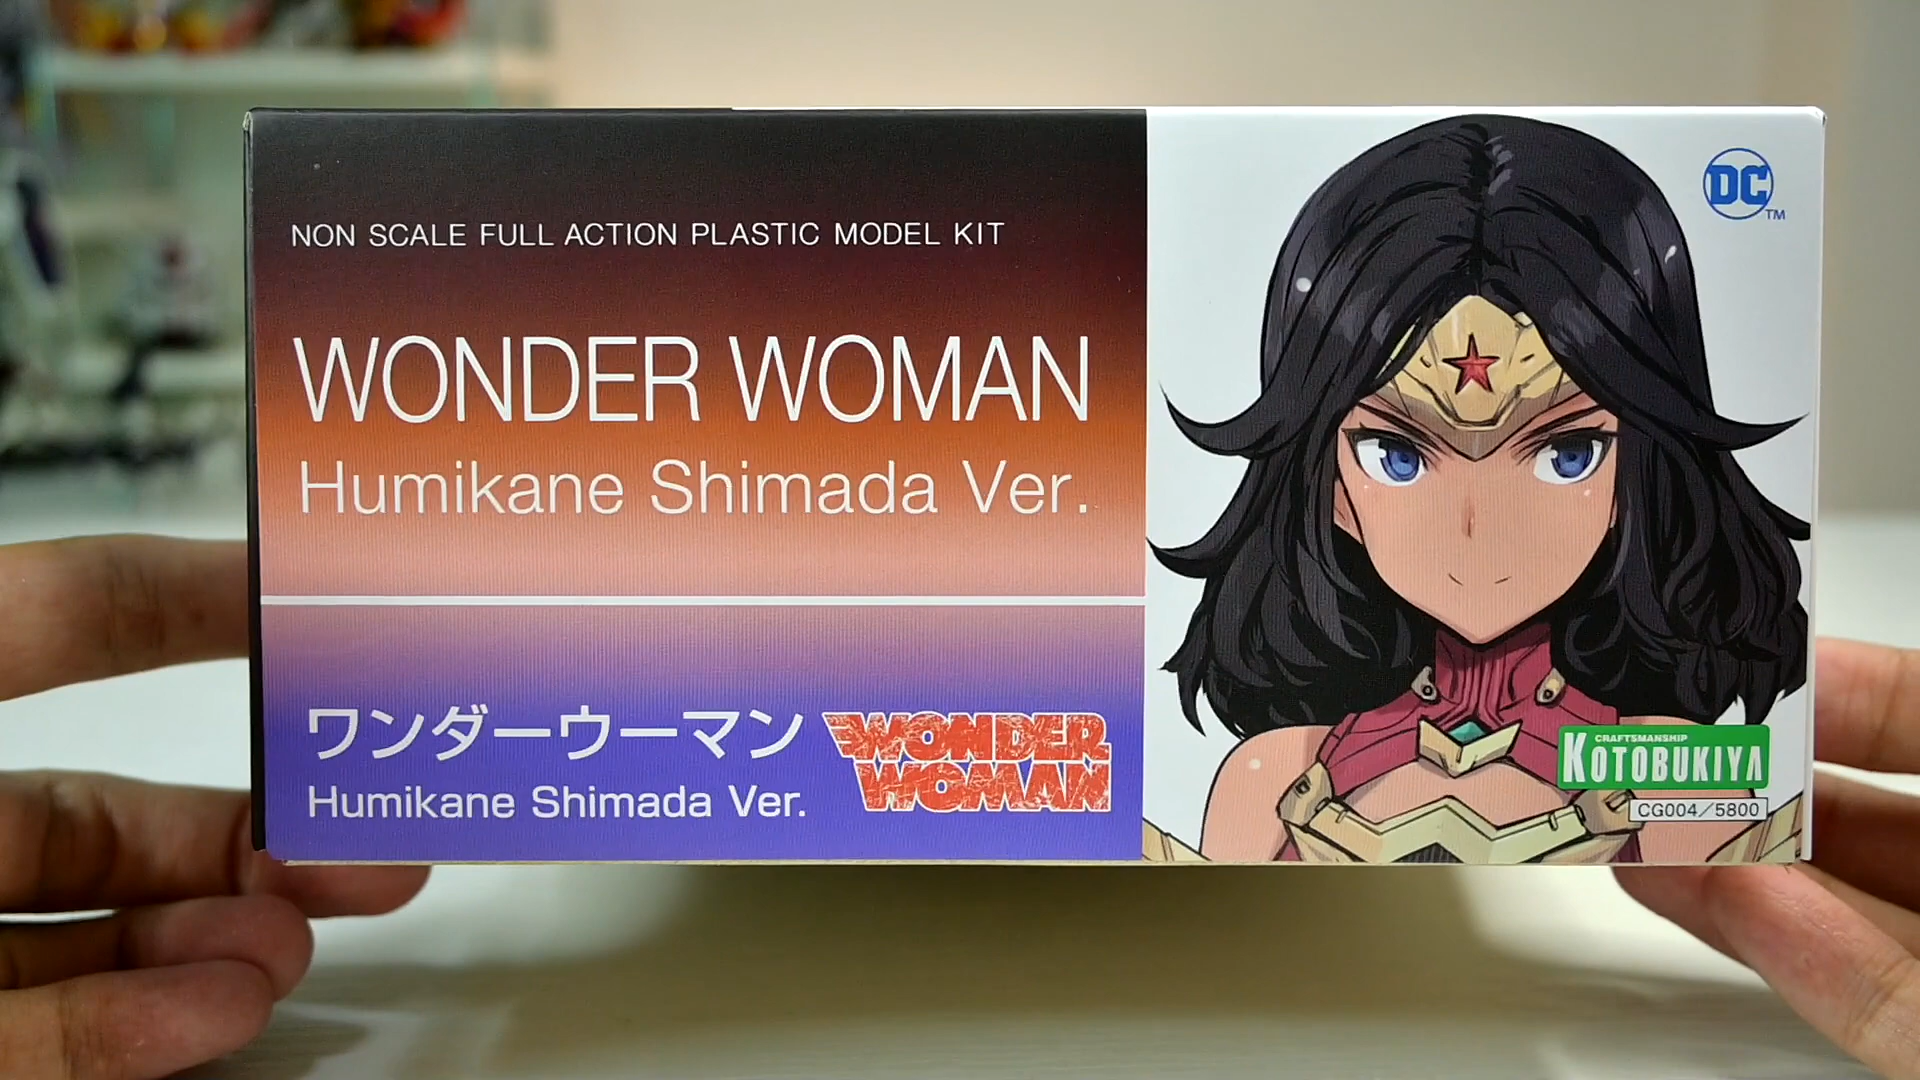 NON SCALE FULL ACTION PLASTIC MODEL KIT
WONDER WOMAN
Humikane Shimada Ver.
ワンダーウーマン
Humikane Shimada Ver.
WONDER
WOMAN
DC
TM
CRAFTSMANSHIP
KOTOBUKIYA
CG004/5800